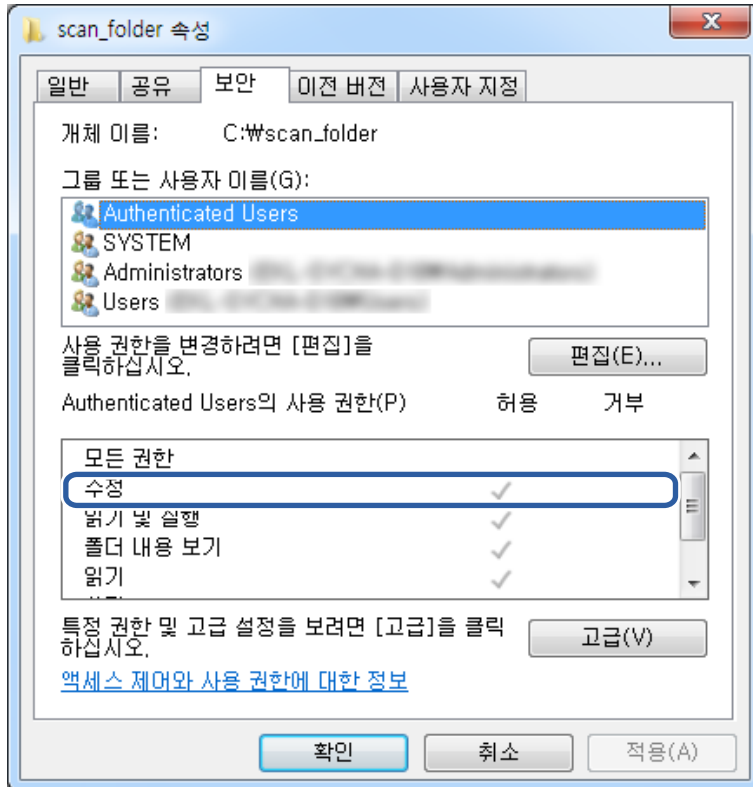 scan_folder 속성
일반 공유 보안 이전 버전 사용자 지정
개체 이름: C:₩scan_folder
그룹 또는 사용자 이름(G):
Authenticated Users
SYSTEM
Administrators
Users
사용 권한을 변경하려면 [편집]을
클릭하십시오.
편집(E)...
Authenticated Users의 사용 권한(P) 허용 거부
모든 권한
수정
읽기 및 실행
폴더 내용 보기
읽기
특정 권한 및 고급 설정을 보려면 [고급]을 클릭
하십시오.
고급(V)
액세스 제어와 사용 권한에 대한 정보
확인 취소 적용(A)